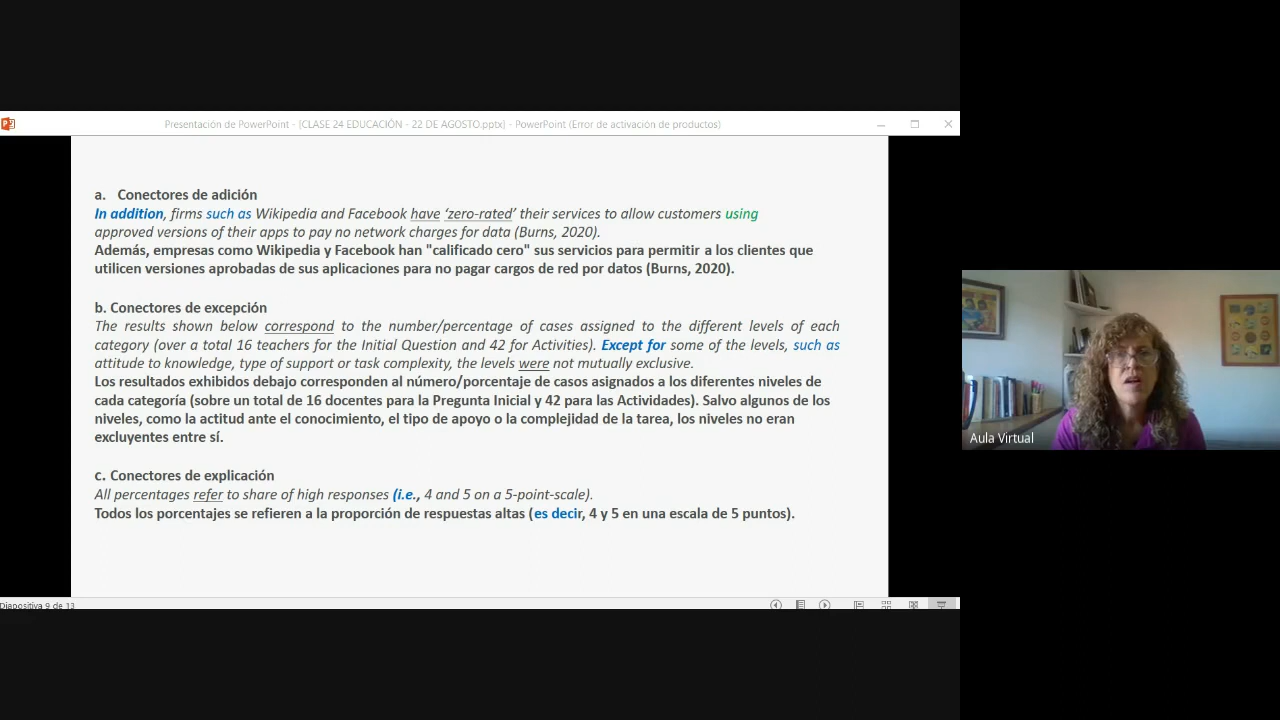 Presentación de PowerPoint - [CLASE 24 EDUCACIÓN - 22 DE AGOSTO.pptx] - PowerPoint (Error de activación de productos)
a. Conectores de adición
In addition, firms such as Wikipedia and Facebook have ‘zero-rated’ their services to allow customers using
approved versions of their apps to pay no network charges for data (Burns, 2020).
Además, empresas como Wikipedia y Facebook han "calificado cero" sus servicios para permitir a los clientes que
utilicen versiones aprobadas de sus aplicaciones para no pagar cargos de red por datos (Burns, 2020).
b. Conectores de excepción
The results shown below correspond to the number/percentage of cases assigned to the different levels of each
category (over a total 16 teachers for the Initial Question and 42 for Activities). Except for some of the levels, such as
attitude to knowledge, type of support or task complexity, the levels were not mutually exclusive.
Los resultados exhibidos debajo corresponden al número/porcentaje de casos asignados a los diferentes niveles de
cada categoría (sobre un total de 16 docentes para la Pregunta Inicial y 42 para las Actividades). Salvo algunos de los
niveles, como la actitud ante el conocimiento, el tipo de apoyo o la complejidad de la tarea, los niveles no eran
excluyentes entre sí.
c. Conectores de explicación
All percentages refer to share of high responses (i.e., 4 and 5 on a 5-point-scale).
Todos los porcentajes se refieren a la proporción de respuestas altas (es decir, 4 y 5 en una escala de 5 puntos).
Diapositiva 9 de 13
Aula Virtual